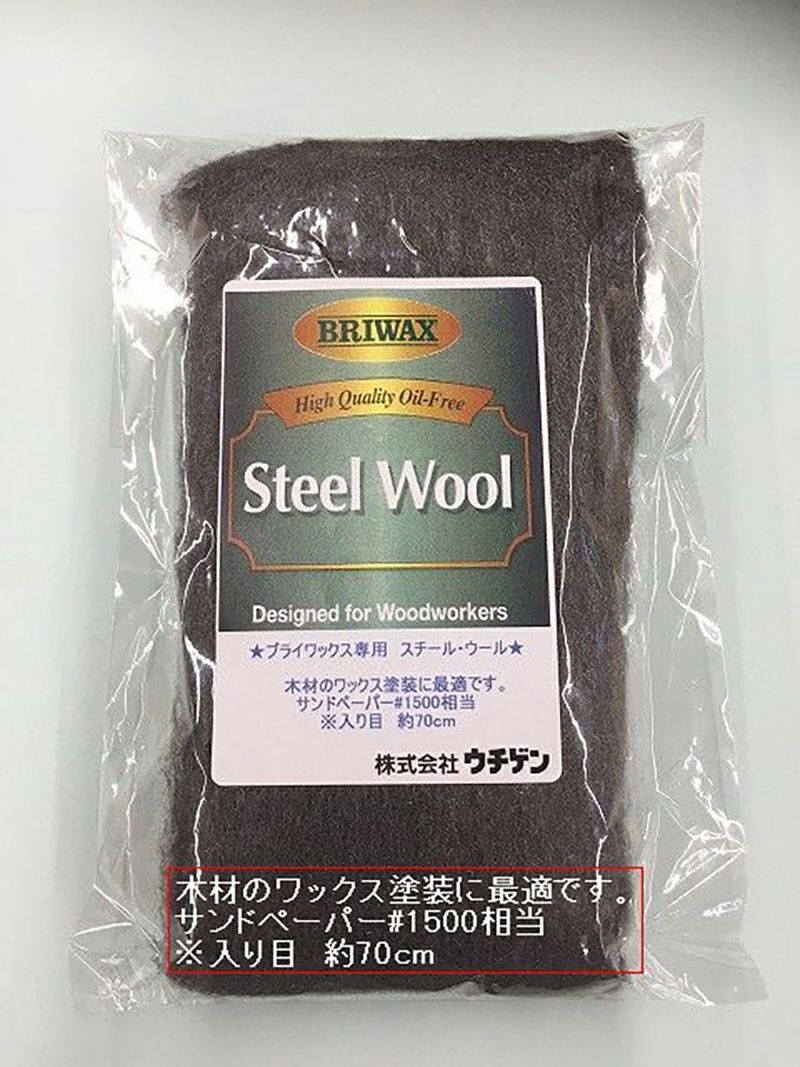 BRIWAX
High Quality Oil-Free
Steel Wool
Designed for Woodworkers
★ブライワックス専用 スチール・ウール★
木材のワックス塗装に最適です。
サンドペーパー#1500相当
※入り目 約70cm
株式会社 ウチゲン
木材のワックス塗装に最適です。
サンドペーパー#1500相当
※入り目 約70cm